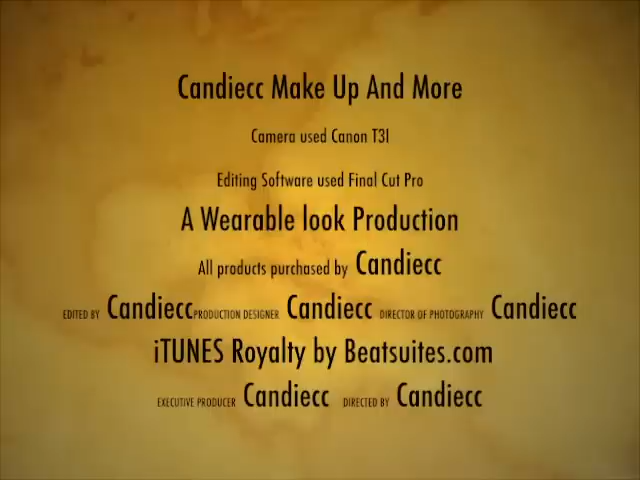 Candiecc Make Up And More
Camera used Canon T3I
Editing Software used Final Cut Pro
A Wearable look Production
All products purchased by Candiecc
EDITED BY Candiecc PRODUCTION DESIGNER Candiecc DIRECTOR OF PHOTOGRAPHY Candiecc
iTUNES Royalty by Beatsuites.com
EXECUTIVE PRODUCER Candiecc DIRECTED BY Candiecc